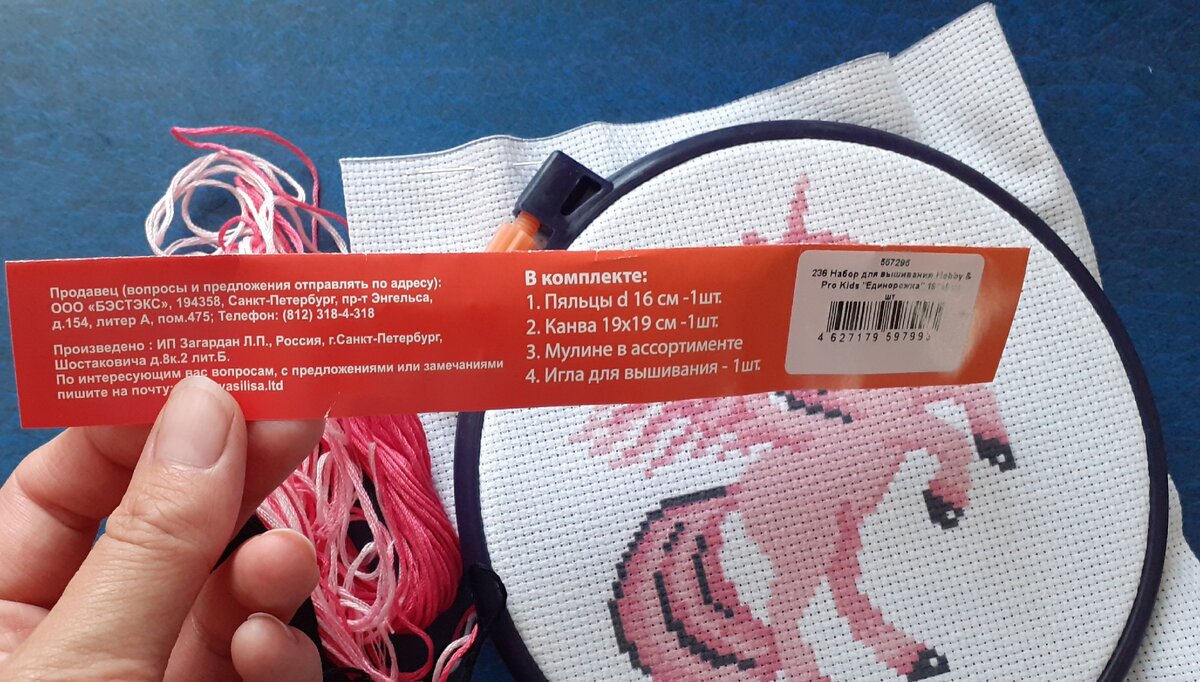 Продавец (вопросы и предложения отправлять по адресу):
ООО «БЭСТЭКС», 194358, Санкт-Петербург, пр-т Энгельса,
д.154, литер А, пом.475; Телефон: (812) 318-4-318
Произведено : ИП Загардан Л.П., Россия, г.Санкт-Петербург,
Шостаковича д.8к.2 лит.Б.
По интересующим вас вопросам, с предложениями или замечаниями
пишите на почту:
В комплекте:
1. Пяльцы d 16 см -1шт.
2. Канва 19х19 см -1шт.
3. Мулине в ассортименте
4. Игла для вышивания - 1шт.
567295
236 Набор для вышивания Hobby &
Pro Kids "Единорожка"
шт
4 627179 59799